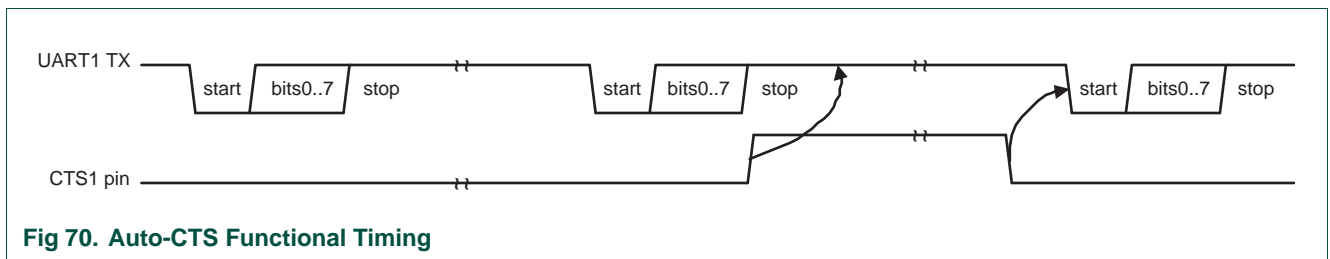 UART1 TX
start bits0..7 stop start bits0..7 stop start bits0..7 stop
CTS1 pin
Fig 70. Auto-CTS Functional Timing